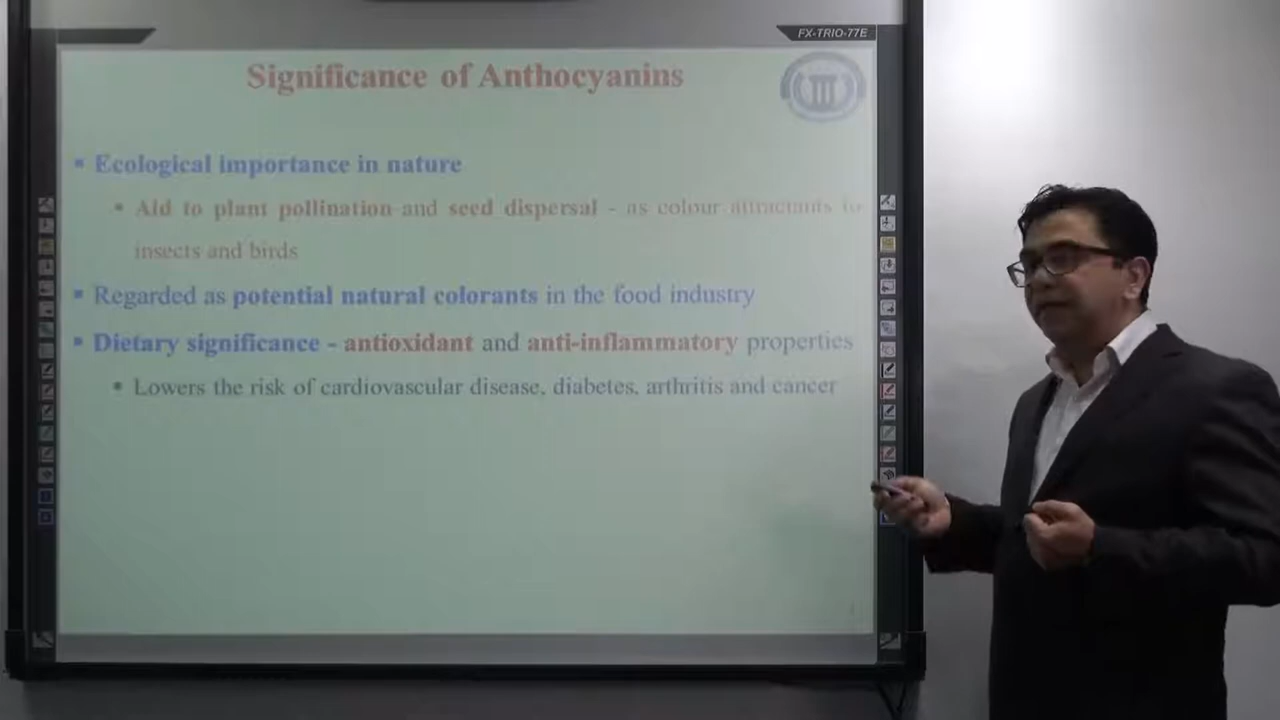 FX-TRIO-77E
Significance of Anthocyanins
▪ Ecological importance in nature
• Aid to plant pollination and seed dispersal - as colour attractants to
insects and birds
▪ Regarded as potential natural colorants in the food industry
▪ Dietary significance - antioxidant and anti-inflammatory properties
• Lowers the risk of cardiovascular disease, diabetes, arthritis and cancer